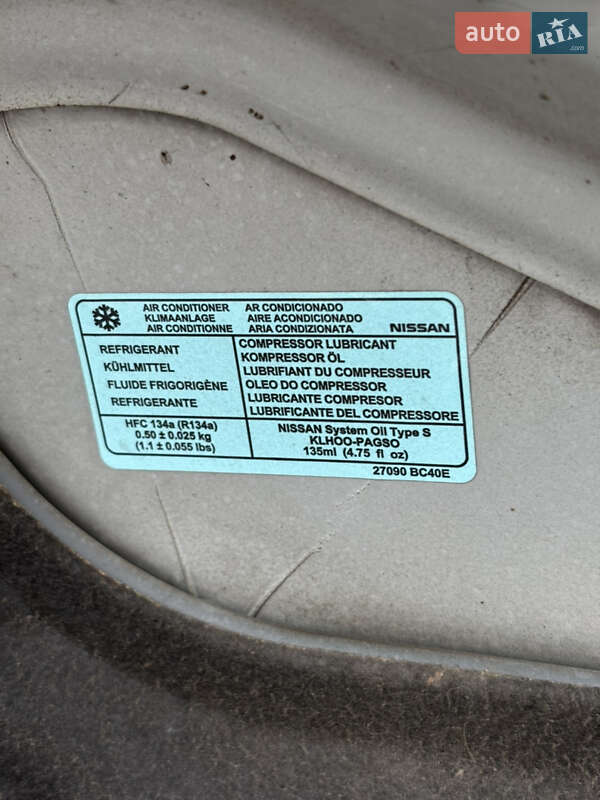 auto RIA .com
AIR CONDITIONER AR CONDICIONADO
KLIMAANLAGE AIRE ACONDICIONADO
AIR CONDITIONNE ARIA CONDIZIONATA NISSAN
REFRIGERANT
KÜHLMITTEL
FLUIDE FRIGORIGÈNE
REFRIGERANTE
COMPRESSOR LUBRICANT
KOMPRESSOR ÖL
LUBRIFIANT DU COMPRESSEUR
OLEO DO COMPRESSOR
LUBRICANTE COMPRESOR
LUBRIFICANTE DEL COMPRESSORE
HFC 134a (R134a)
0.50 ± 0.025 kg
(1.1 ± 0.055 lbs)
NISSAN System Oil Type S
KLHOO-PAGSO
135ml (4.75 fl oz)
27090 BC40E